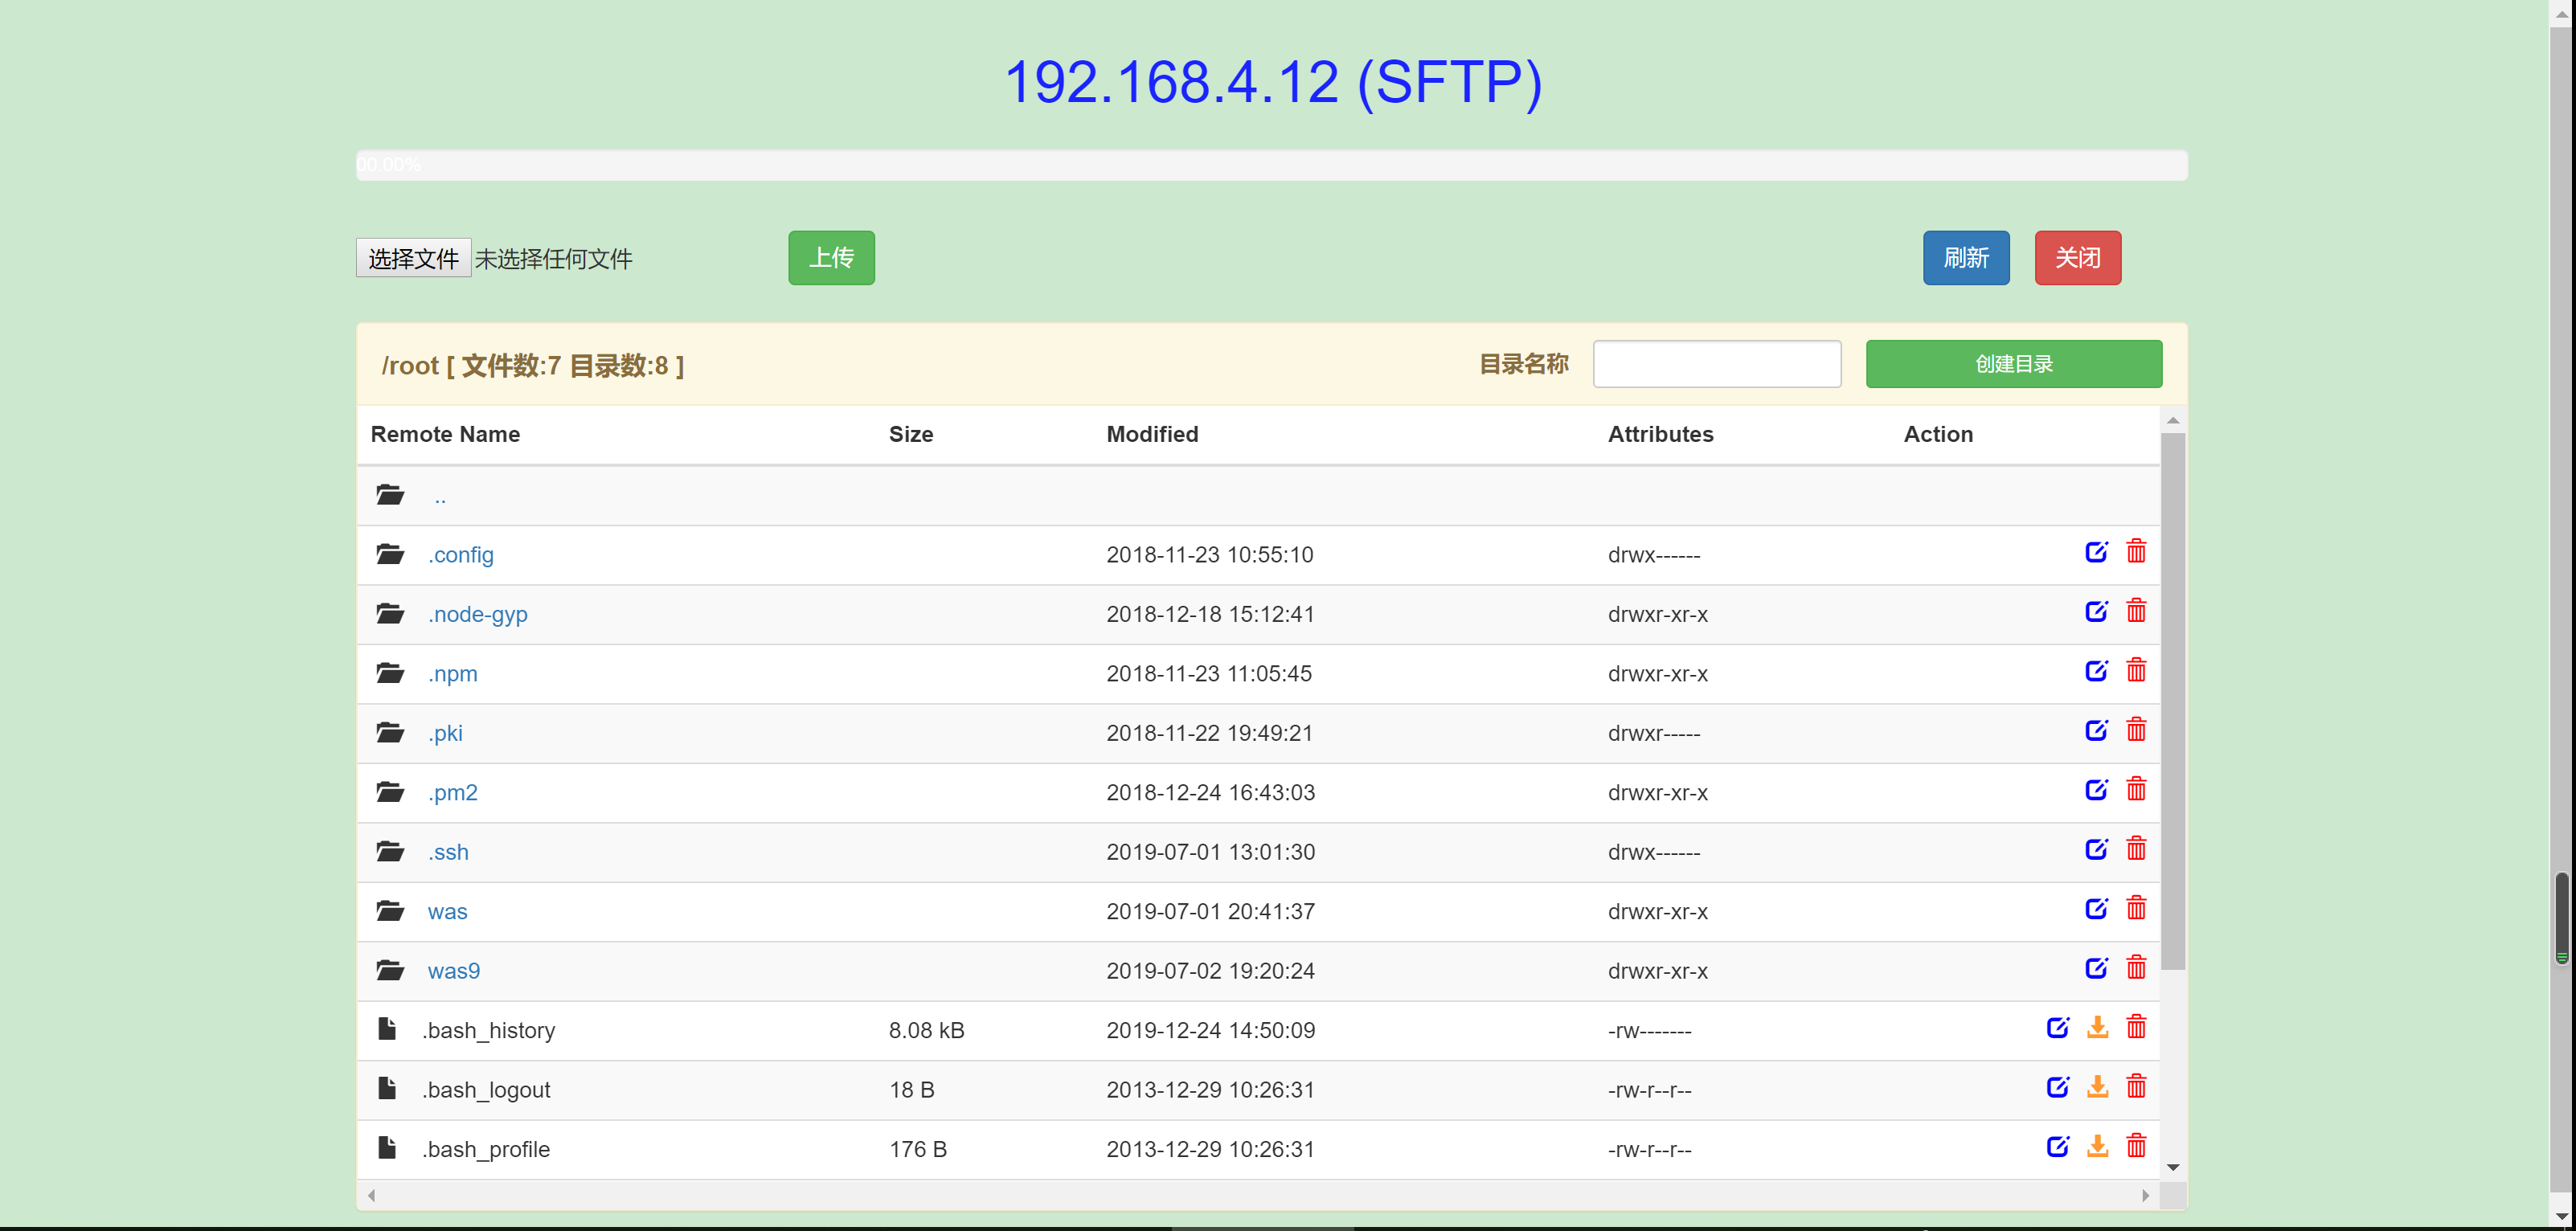 192.168.4.12 (SFTP)
00.00%
选择文件 未选择任何文件 上传 刷新 关闭
/root [ 文件数:7 目录数:8 ] 目录名称 创建目录
Remote Name Size Modified Attributes Action
..
.config 2018-11-23 10:55:10 drwx------
.node-gyp 2018-12-18 15:12:41 drwxr-xr-x
.npm 2018-11-23 11:05:45 drwxr-xr-x
.pki 2018-11-22 19:49:21 drwxr-----
.pm2 2018-12-24 16:43:03 drwxr-xr-x
.ssh 2019-07-01 13:01:30 drwx------
was 2019-07-01 20:41:37 drwxr-xr-x
was9 2019-07-02 19:20:24 drwxr-xr-x
.bash_history 8.08 kB 2019-12-24 14:50:09 -rw-------
.bash_logout 18 B 2013-12-29 10:26:31 -rw-r--r--
.bash_profile 176 B 2013-12-29 10:26:31 -rw-r--r--